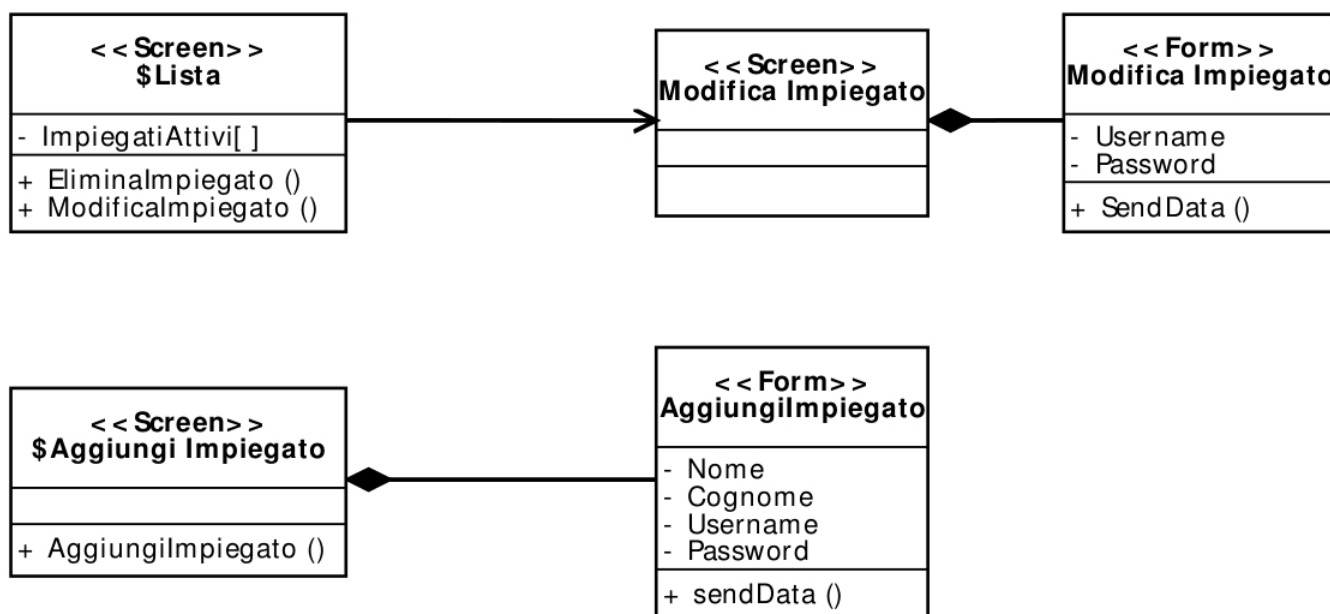 <<Screen>>
$Lista
- ImpiegatiAttivi[ ]
+ EliminaImpiegato ()
+ ModificaImpiegato ()
<<Screen>>
Modifica Impiegato
<<Form>>
Modifica Impiegato
- Username
- Password
+ SendData ()
<<Screen>>
$Aggiungi Impiegato
+ AggiungiImpiegato ()
<<Form>>
AggiungiImpiegato
- Nome
- Cognome
- Username
- Password
+ sendData ()